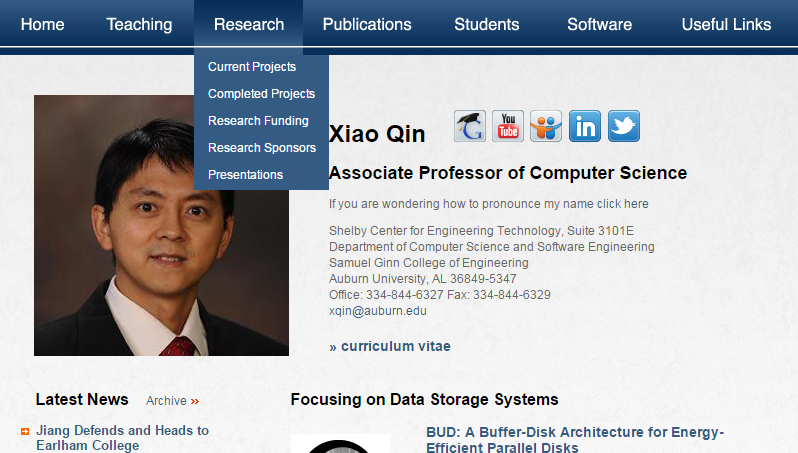 Home Teaching Research Publications Students Software Useful Links
Current Projects
Completed Projects
Research Funding
Research Sponsors
Presentations
Xiao Qin
You
Tube
in
Associate Professor of Computer Science
If you are wondering how to pronounce my name click here
Shelby Center for Engineering Technology, Suite 3101E
Department of Computer Science and Software Engineering
Samuel Ginn College of Engineering
Auburn University, AL 36849-5347
Office: 334-844-6327 Fax: 334-844-6329
xqin@auburn.edu
» curriculum vitae
Latest News Archive »
Jiang Defends and Heads to
Earlham College
Focusing on Data Storage Systems
BUD: A Buffer-Disk Architecture for Energy-
Efficient Parallel Disks